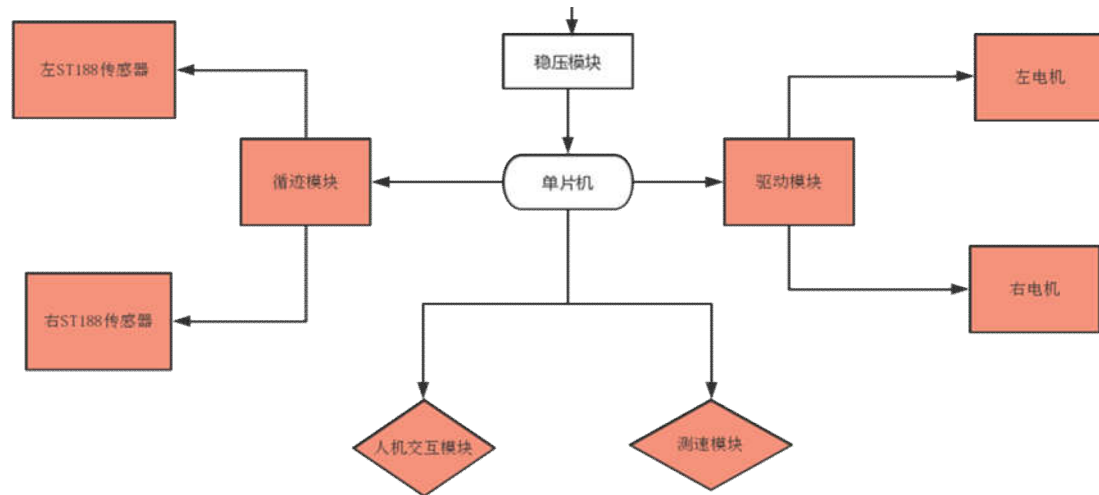 稳压模块
左ST188传感器
左电机
循迹模块
单片机
驱动模块
右ST188传感器
右电机
人机交互模块
测速模块